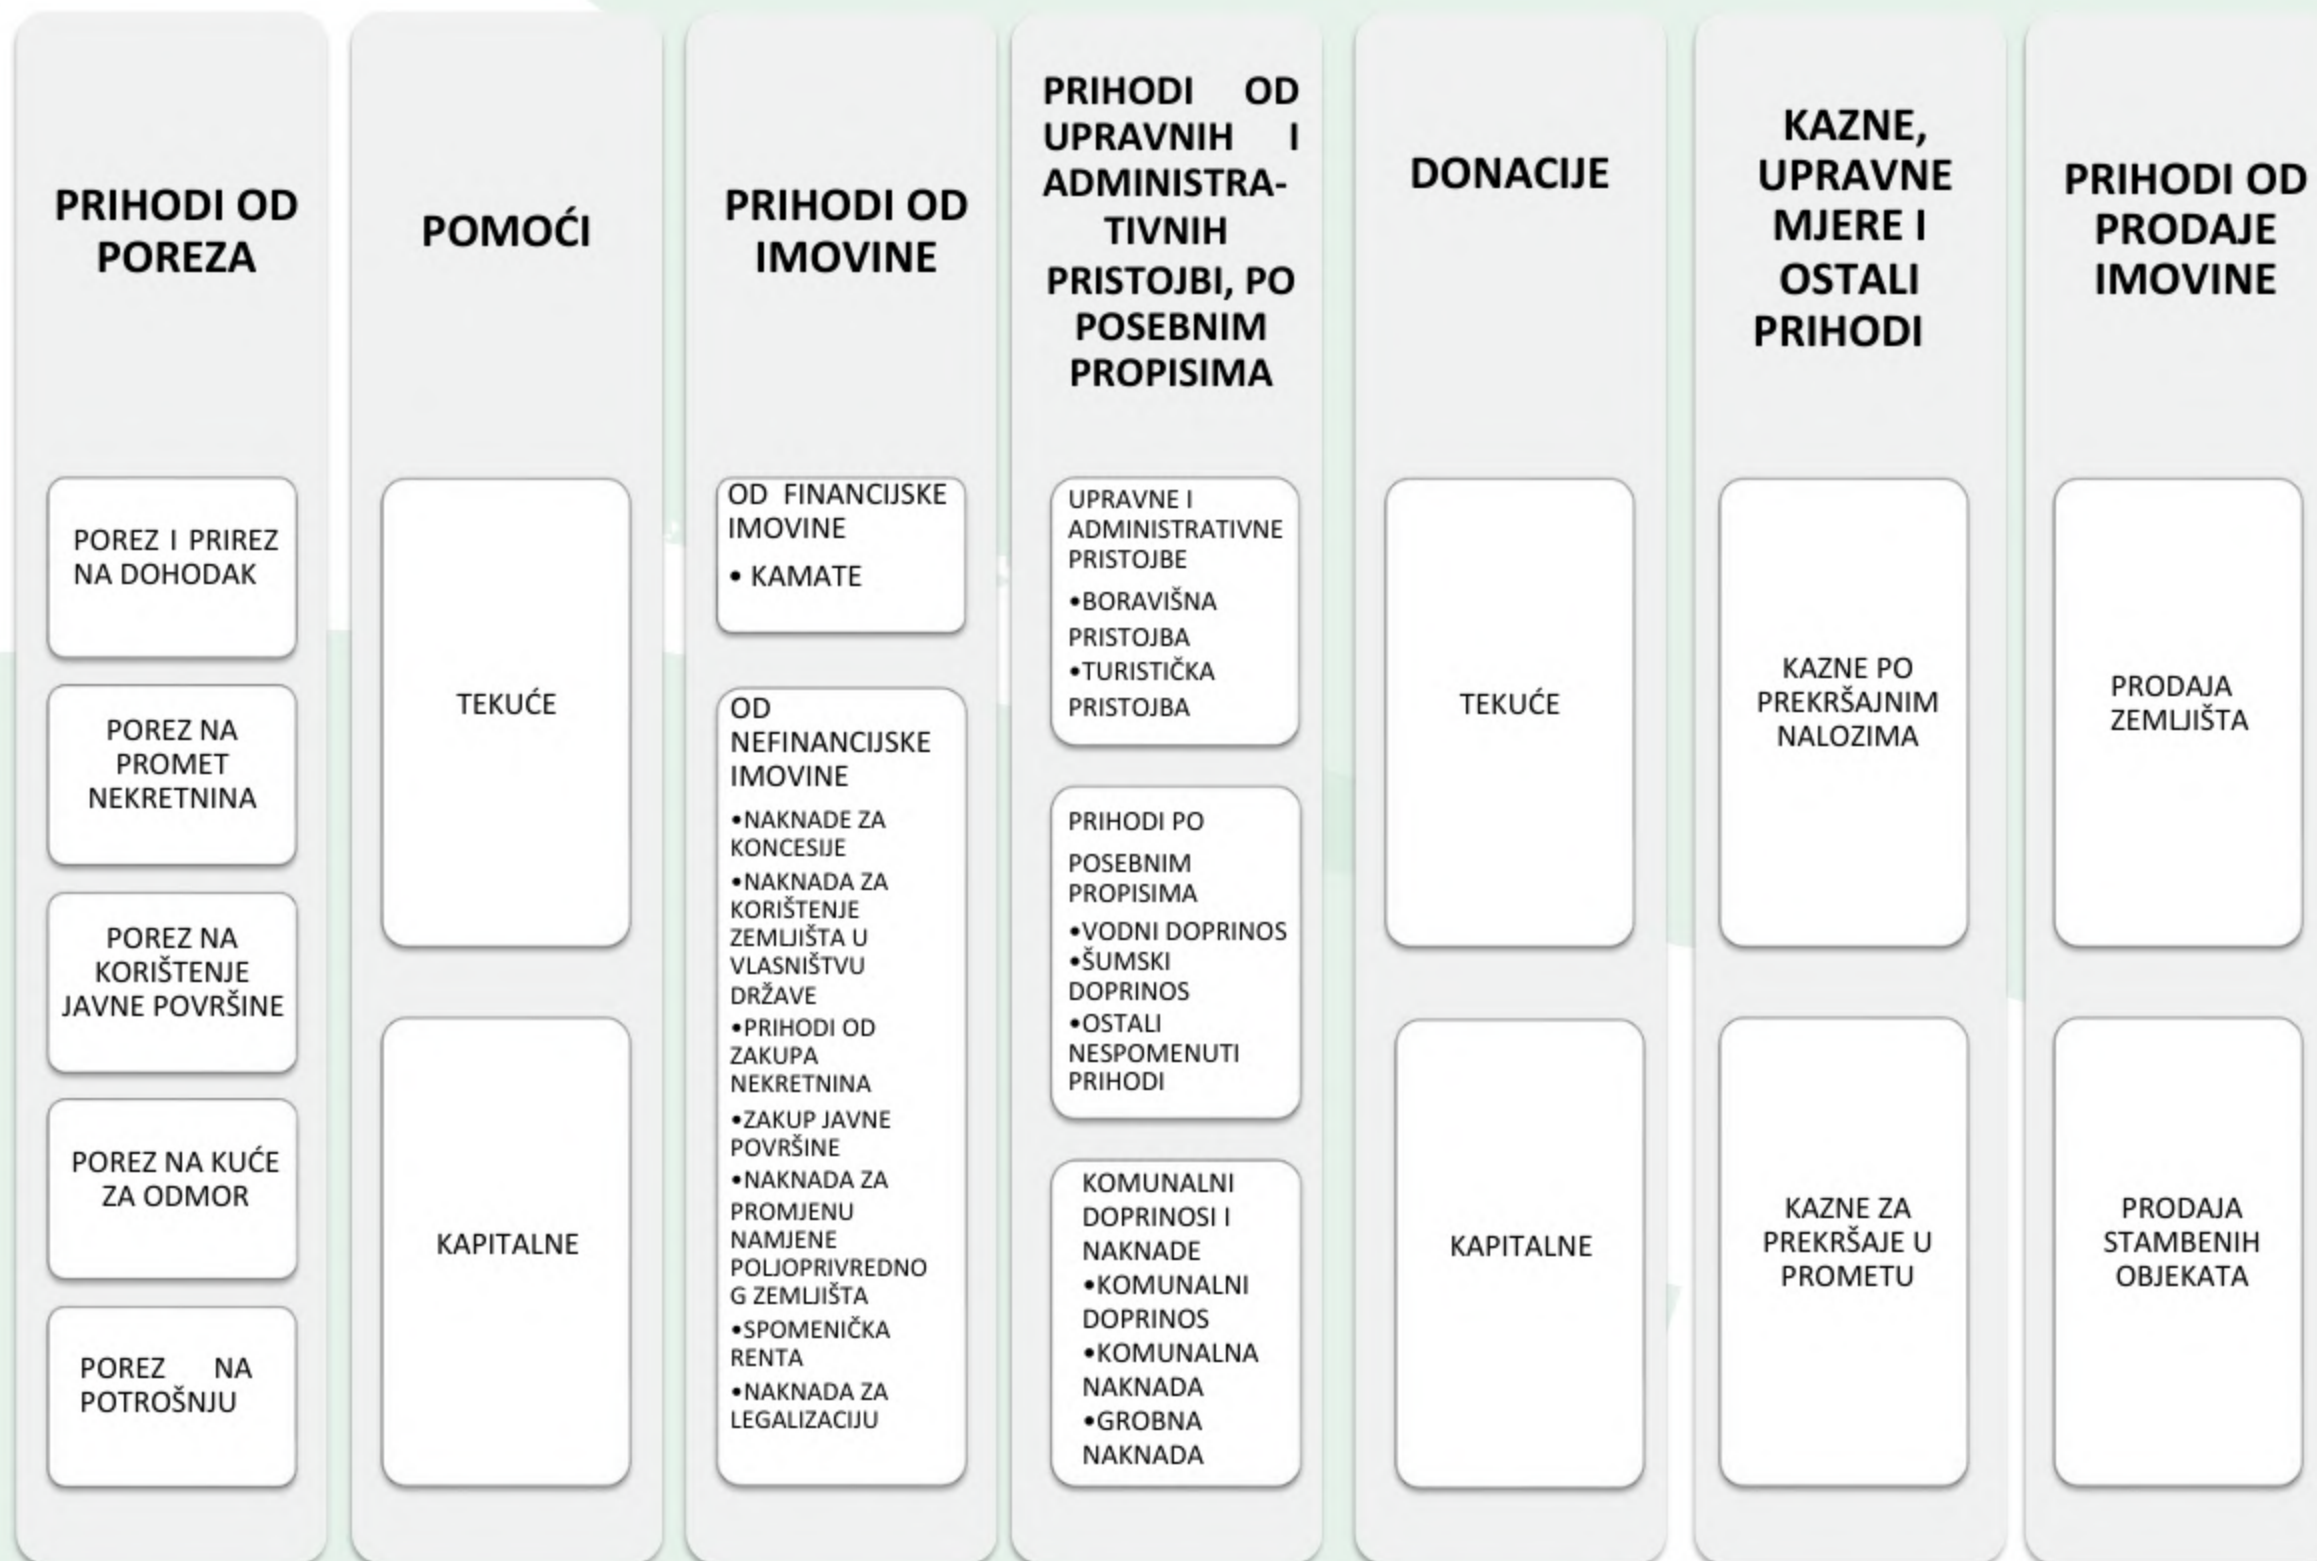 PRIHODI OD
POREZA
POREZ I PRIREZ
NA DOHODAK
POREZ NA
PROMET
NEKRETNINA
POREZ NA
KORIŠTENJE
JAVNE POVRŠINE
POREZ NA KUĆE
ZA ODMOR
POREZ NA
POTROŠNJU
POMOĆI
TEKUĆE
KAPITALNE
PRIHODI OD
IMOVINE
OD FINANCIJSKE
IMOVINE
• KAMATE
OD
NEFINANCIJSKE
IMOVINE
•NAKNADE ZA
KONCESIJE
•NAKNADA ZA
KORIŠTENJE
ZEMLJIŠTA U
VLASNIŠTVU
DRŽAVE
•PRIHODI OD
ZAKUPA
NEKRETNINA
•ZAKUP JAVNE
POVRŠINE
•NAKNADA ZA
PROMJENU
NAMJENE
POLJOPRIVREDNO
G ZEMLJIŠTA
•SPOMENIČKA
RENTA
•NAKNADA ZA
LEGALIZACIJU
PRIHODI OD
UPRAVNIH I
ADMINISTRA-
TIVNIH
PRISTOJBI, PO
POSEBNIM
PROPISIMA
UPRAVNE I
ADMINISTRATIVNE
PRISTOJBE
•BORAVIŠNA
PRISTOJBA
•TURISTIČKA
PRISTOJBA
PRIHODI PO
POSEBNIM
PROPISIMA
•VODNI DOPRINOS
•ŠUMSKI
DOPRINOS
•OSTALI
NESPOMENUTI
PRIHODI
KOMUNALNI
DOPRINOSI I
NAKNADE
•KOMUNALNI
DOPRINOS
•KOMUNALNA
NAKNADA
•GROBNA
NAKNADA
DONACIJE
TEKUĆE
KAPITALNE
KAZNE,
UPRAVNE
MJERE I
OSTALI
PRIHODI
KAZNE PO
PREKRŠAJNIM
NALOZIMA
KAZNE ZA
PREKRŠAJE U
PROMETU
PRIHODI OD
PRODAJE
IMOVINE
PRODAJA
ZEMLJIŠTA
PRODAJA
STAMBENIH
OBJEKATA